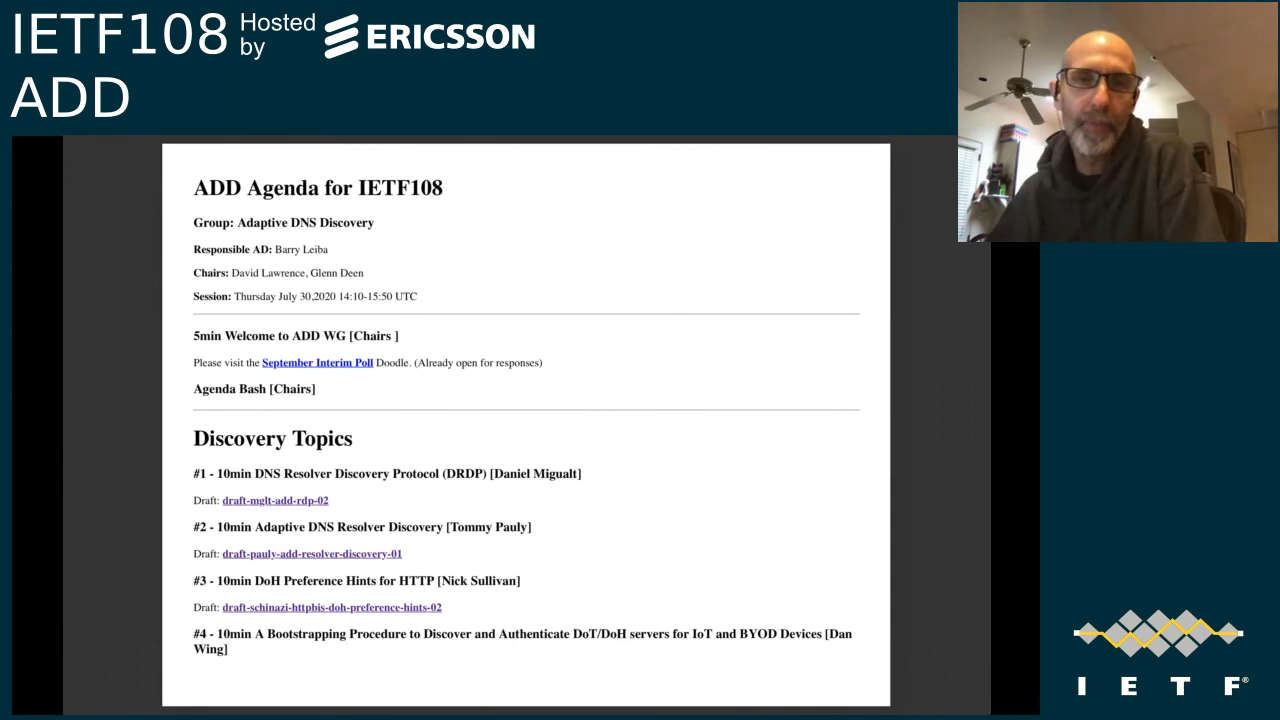 IETF108 Hosted by ERICSSON
ADD
ADD Agenda for IETF108
Group: Adaptive DNS Discovery
Responsible AD: Barry Leiba
Chairs: David Lawrence, Glenn Deen
Session: Thursday July 30,2020 14:10-15:50 UTC
5min Welcome to ADD WG [Chairs ]
Please visit the September Interim Poll Doodle. (Already open for responses)
Agenda Bash [Chairs]
Discovery Topics
#1 - 10min DNS Resolver Discovery Protocol (DRDP) [Daniel Migualt]
Draft: draft-mglt-add-rdp-02
#2 - 10min Adaptive DNS Resolver Discovery [Tommy Pauly]
Draft: draft-pauly-add-resolver-discovery-01
#3 - 10min DoH Preference Hints for HTTP [Nick Sullivan]
Draft: draft-schinazi-httpbis-doh-preference-hints-02
#4 - 10min A Bootstrapping Procedure to Discover and Authenticate DoT/DoH servers for IoT and BYOD Devices [Dan
Wing]
I E T F®